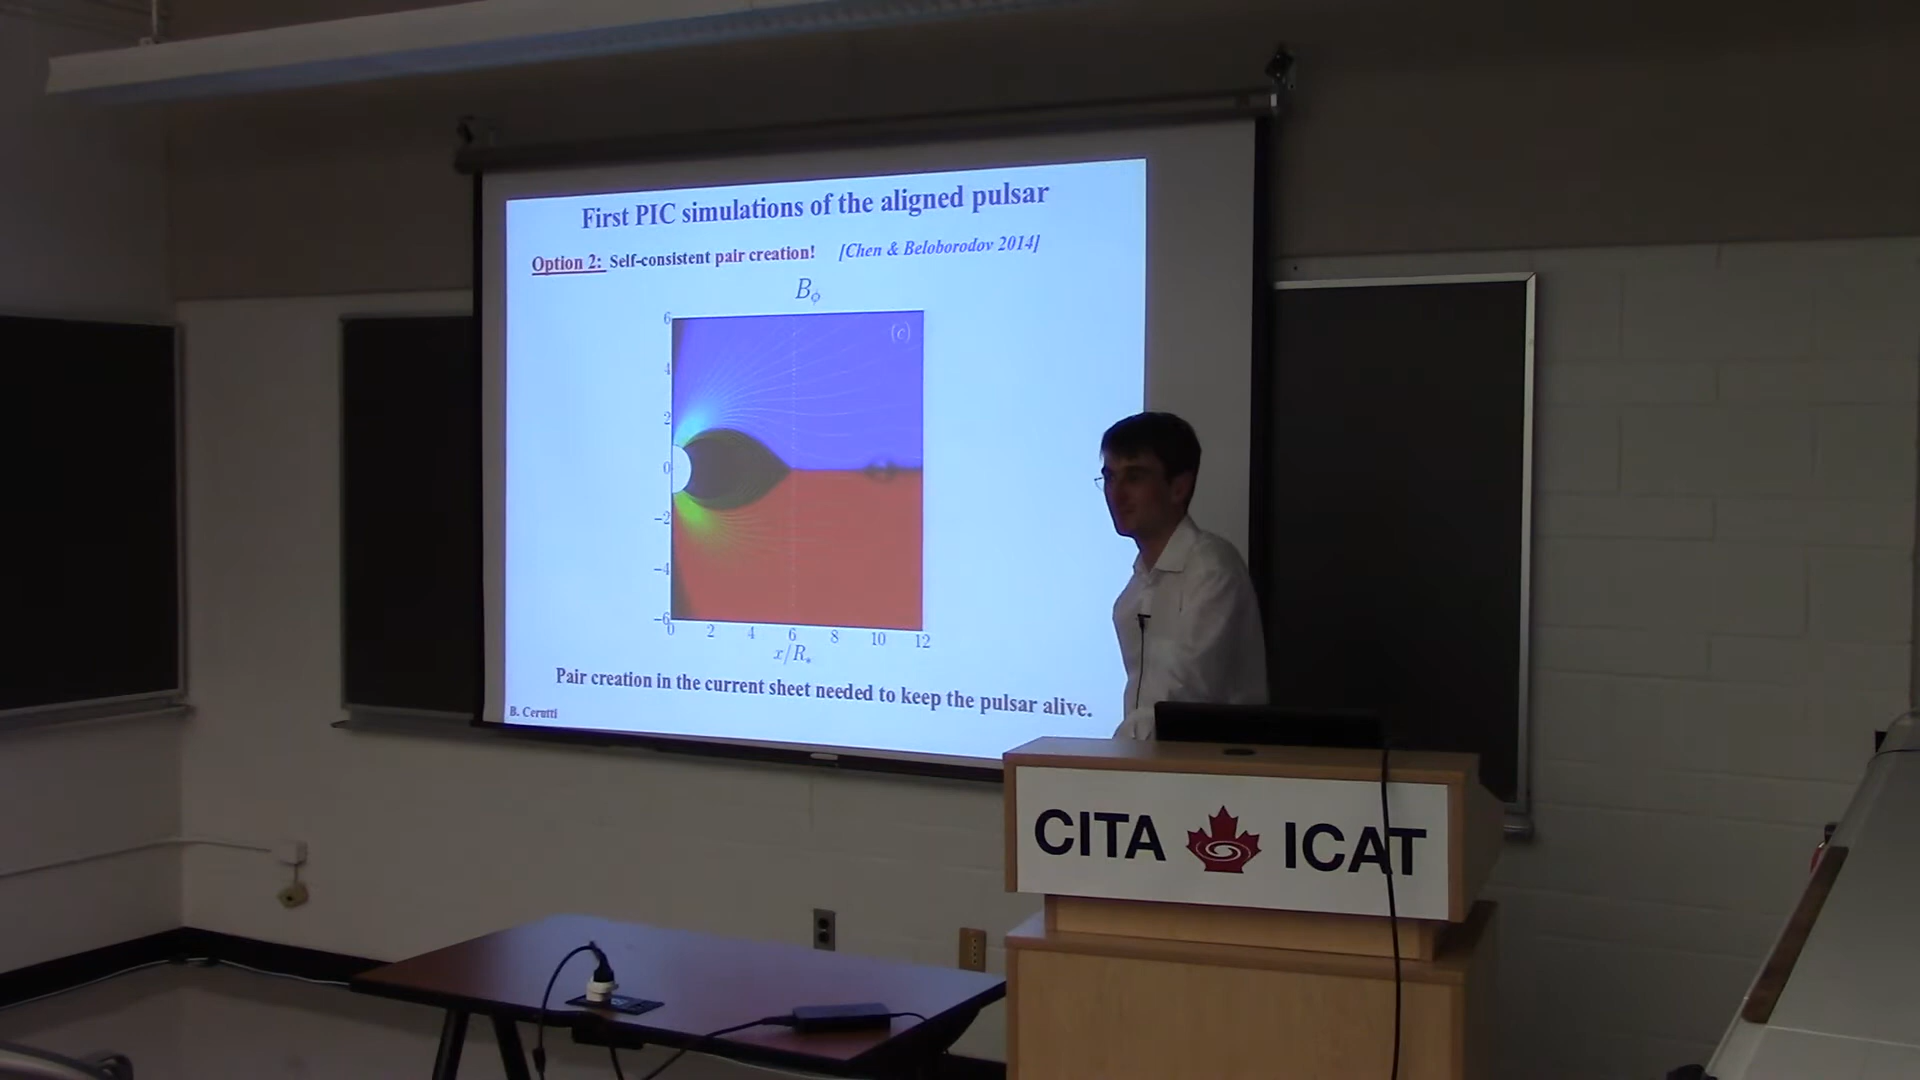 First PIC simulations of the aligned pulsar
Option 2: Self-consistent pair creation! [Chen & Beloborodov 2014]
Bϕ
(c)
6
4
2
0
−2
−4
−6
0 2 4 6 8 10 12
x/R*
Pair creation in the current sheet needed to keep the pulsar alive.
B. Cerutti
CITA ICAT